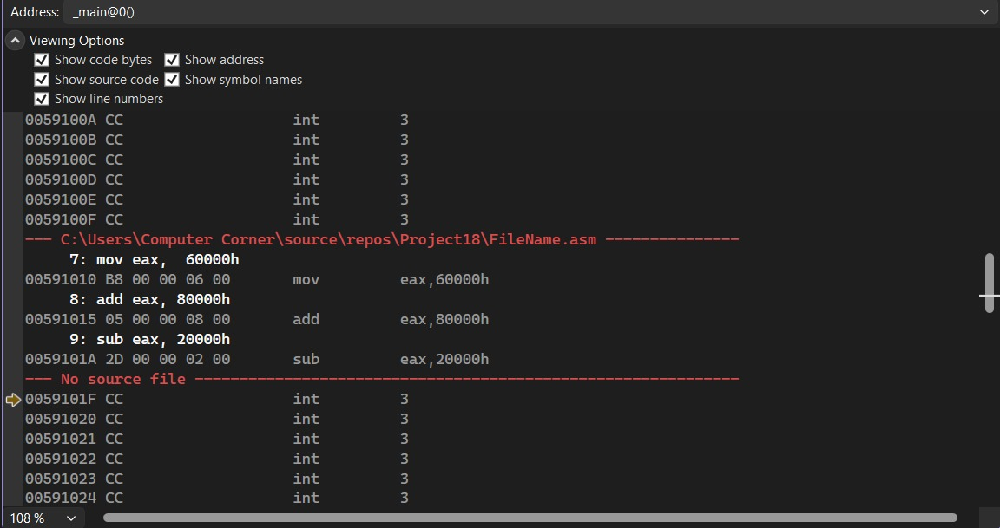 Address: _main@0()
Viewing Options
Show code bytes Show address
Show source code Show symbol names
Show line numbers
0059100A CC int 3
0059100B CC int 3
0059100C CC int 3
0059100D CC int 3
0059100E CC int 3
0059100F CC int 3
--- C:\Users\Computer Corner\source\repos\Project18\FileName.asm ---------------
7: mov eax,  60000h
00591010 B8 00 00 06 00 mov eax,60000h
8: add eax, 80000h
00591015 05 00 00 08 00 add eax,80000h
9: sub eax, 20000h
0059101A 2D 00 00 02 00 sub eax,20000h
--- No source file -------------------------------------------------------------
0059101F CC int 3
00591020 CC int 3
00591021 CC int 3
00591022 CC int 3
00591023 CC int 3
00591024 CC int 3
108 %